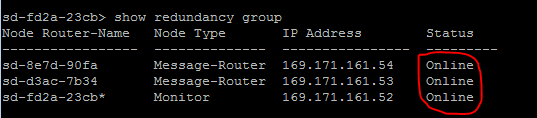 sd-fd2a-23cb> show redundancy group
Node Router-Name   Node Type        IP Address       Status
-----------------  --------------   ---------------- ----------
sd-8e7d-90fa       Message-Router   169.171.161.54   Online
sd-d3ac-7b34       Message-Router   169.171.161.53   Online
sd-fd2a-23cb*      Monitor          169.171.161.52   Online